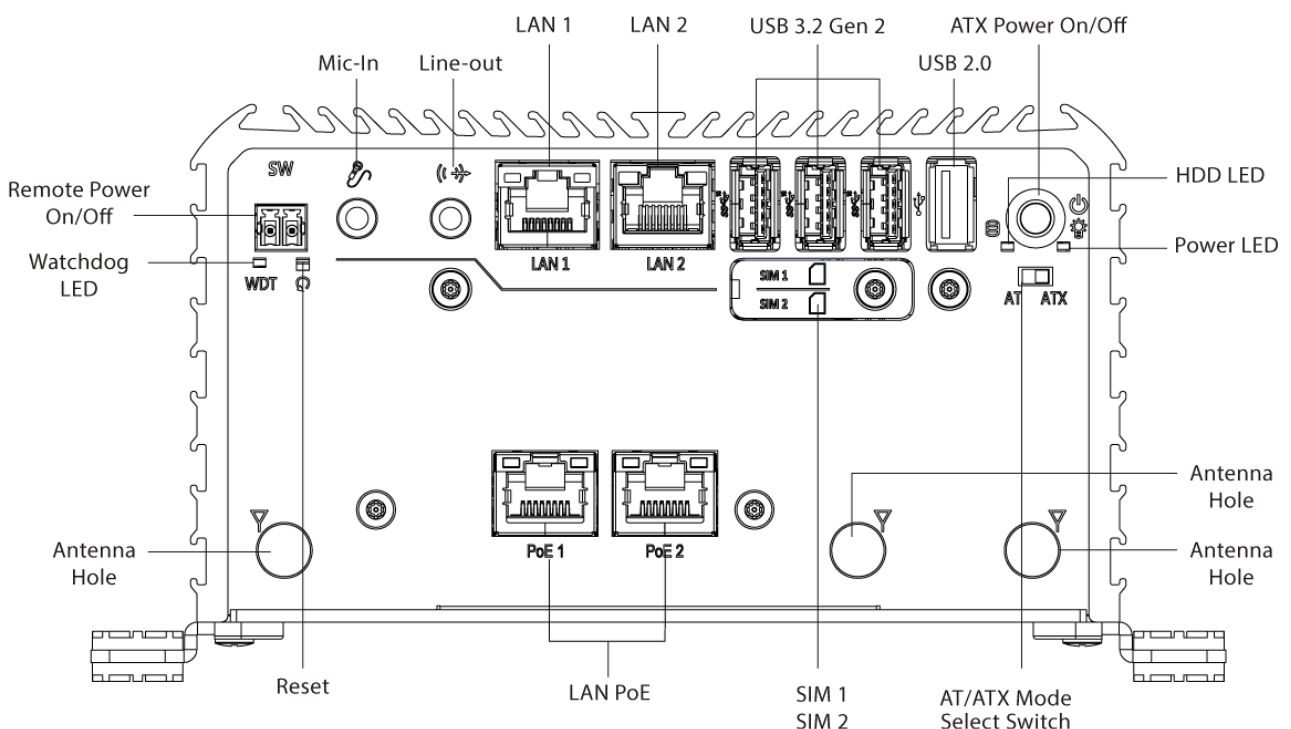 LAN 1
LAN 2
USB 3.2 Gen 2
ATX Power On/Off
Mic-In
Line-out
USB 2.0
SW
Remote Power
On/Off
HDD LED
Watchdog
LED
Power LED
WDT
LAN 1
LAN 2
SIM 1
SIM 2
AT
ATX
Antenna
Hole
PoE 1
PoE 2
Antenna
Hole
Antenna
Hole
Reset
LAN PoE
SIM 1
SIM 2
AT/ATX Mode
Select Switch